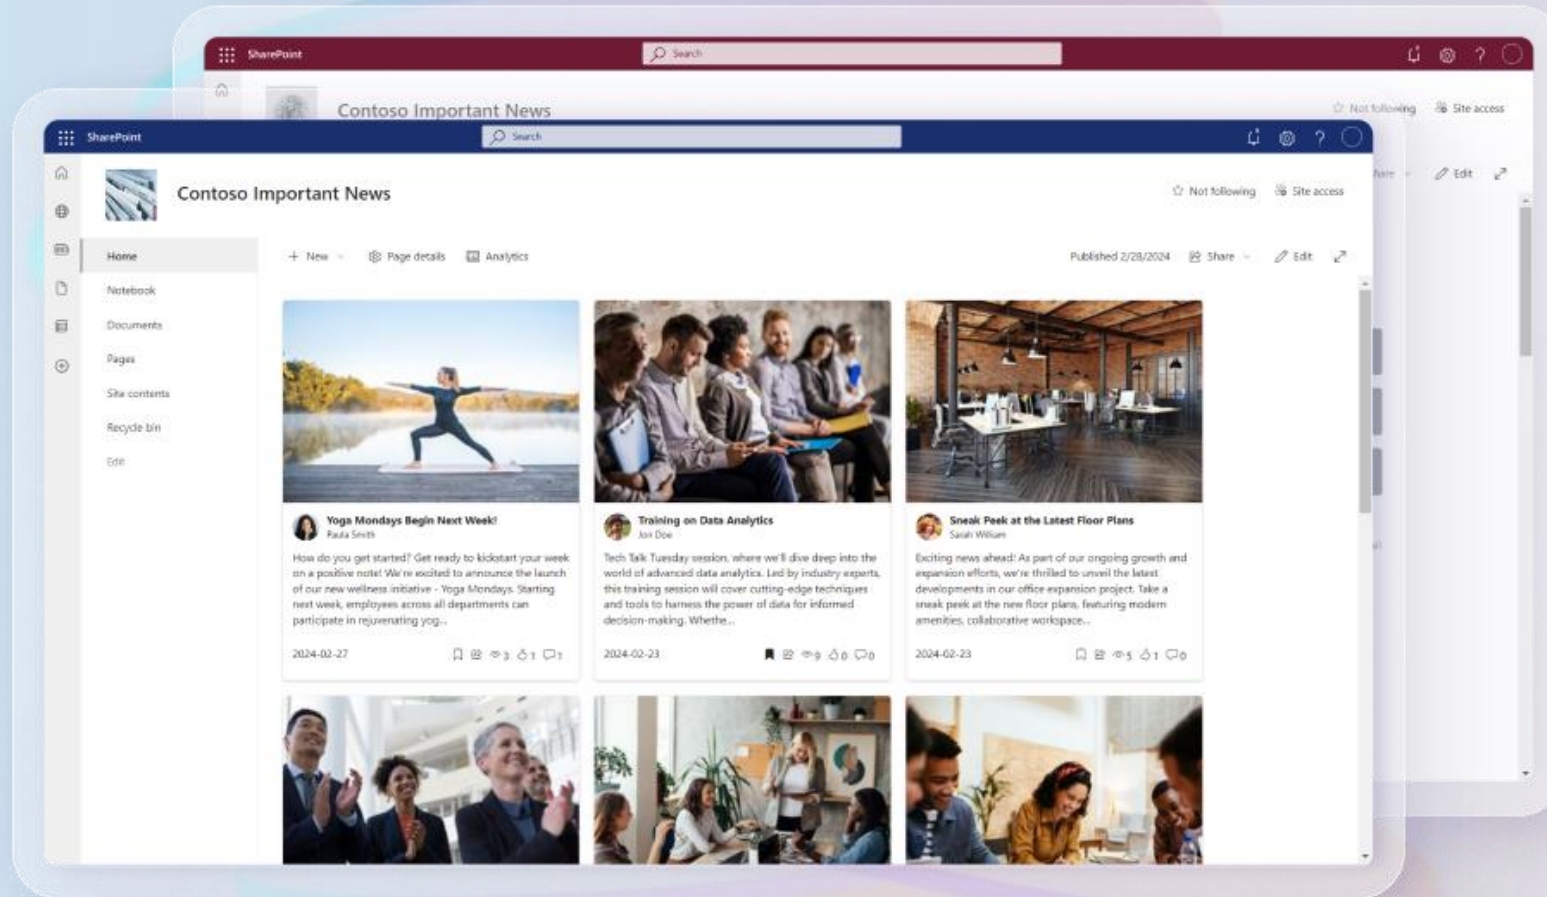 SharePoint
Search
Contoso Important News
Not following
Site access
Edit
SharePoint
Search
Contoso Important News
Not following
Site access
Home
Notebook
Documents
Pages
Site contents
Recycle bin
Edit
New
Page details
Analytics
Published 2/28/2024
Share
Edit
Yoga Mondays Begin Next Week!
Paula Smith
How do you get started? Get ready to kickstart your week
on a positive note! We're excited to announce the launch
of our new wellness initiative - Yoga Mondays. Starting
next week, employees across all departments can
participate in rejuvenating yog...
2024-02-27
3
1
1
Training on Data Analytics
Jon Doe
Tech Talk Tuesday session, where we'll dive deep into the
world of advanced data analytics. Led by industry experts,
this training session will cover cutting-edge techniques
and tools to harness the power of data for informed
decision-making. Whethe...
2024-02-23
9
0
0
Sneak Peek at the Latest Floor Plans
Sarah William
Exciting news ahead! As part of our ongoing growth and
expansion efforts, we're thrilled to unveil the latest
developments in our office expansion project. Take a
sneak peek at the new floor plans, featuring modern
amenities, collaborative workspace...
2024-02-23
5
1
0